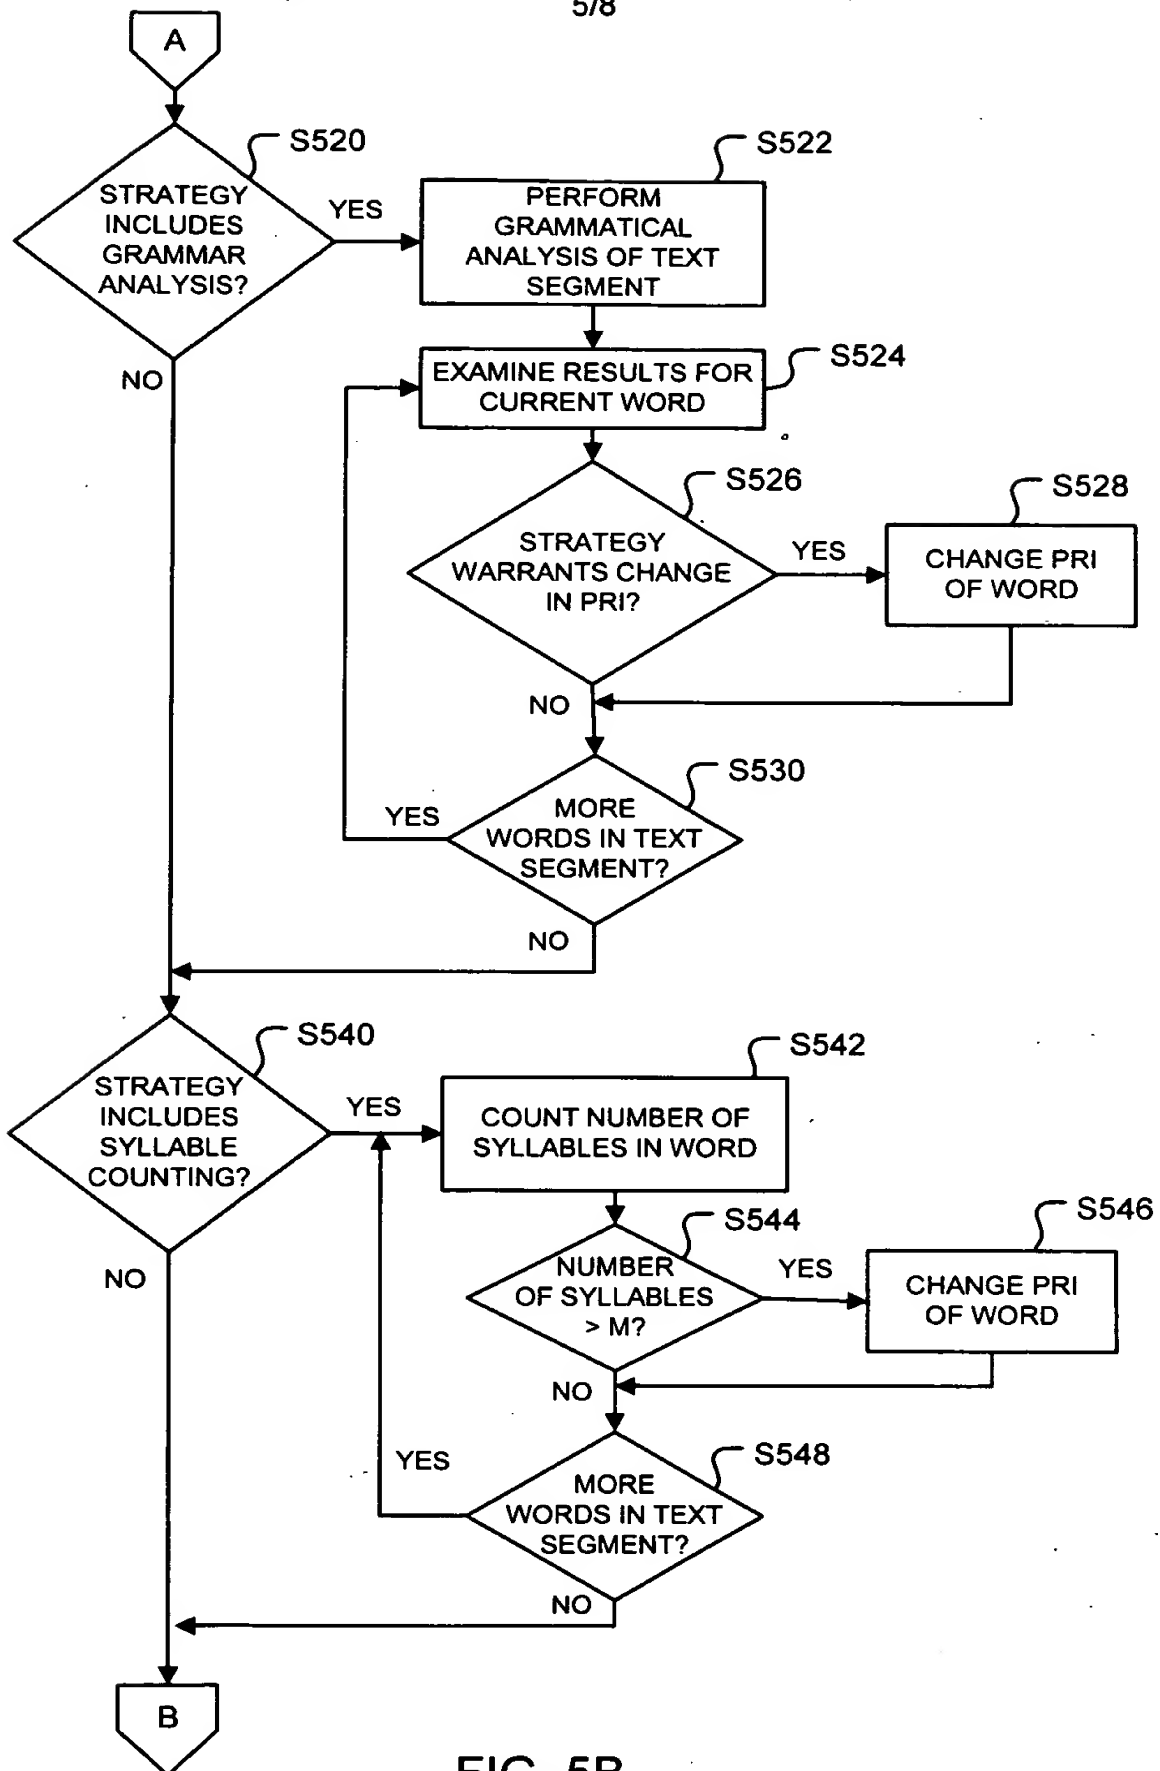 5/8
A
S520
STRATEGY
INCLUDES
GRAMMAR
ANALYSIS?
YES
NO
S522
PERFORM
GRAMMATICAL
ANALYSIS OF TEXT
SEGMENT
S524
EXAMINE RESULTS FOR
CURRENT WORD
S526
STRATEGY
WARRANTS CHANGE
IN PRI?
YES
NO
S528
CHANGE PRI
OF WORD
S530
MORE
WORDS IN TEXT
SEGMENT?
YES
NO
S540
STRATEGY
INCLUDES
SYLLABLE
COUNTING?
YES
NO
S542
COUNT NUMBER OF
SYLLABLES IN WORD
S544
NUMBER
OF SYLLABLES
> M?
YES
NO
S546
CHANGE PRI
OF WORD
S548
MORE
WORDS IN TEXT
SEGMENT?
YES
NO
B
FIG. 5B